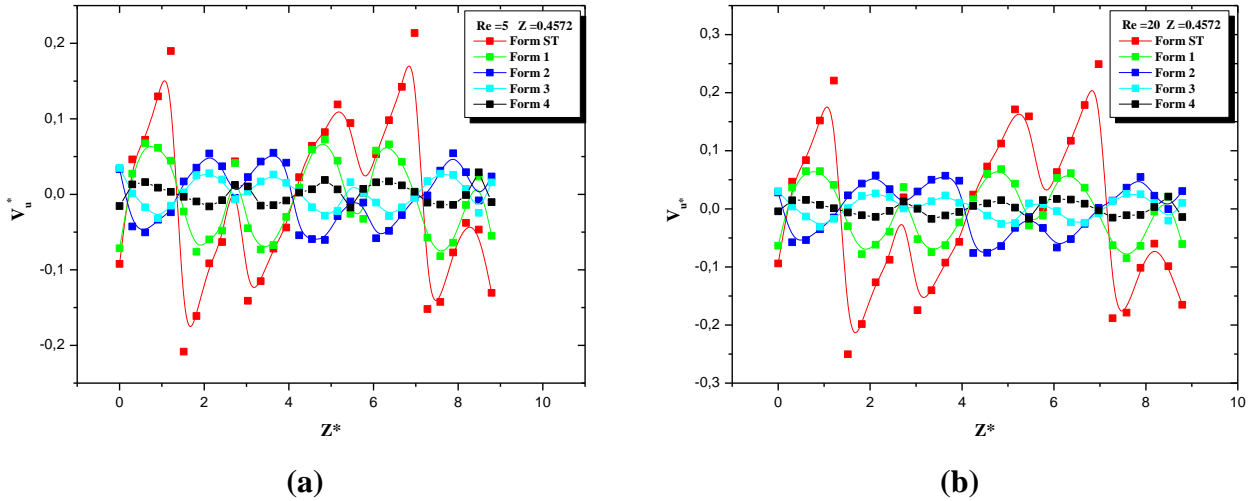 Re =5 Z =0.4572
Form ST
Form 1
Form 2
Form 3
Form 4
0,2
0,1
0,0
-0,1
-0,2
Vu*
0 2 4 6 8 10
Z*
(a)
Re =20 Z =0.4572
Form ST
Form 1
Form 2
Form 3
Form 4
0,3
0,2
0,1
0,0
-0,1
-0,2
-0,3
Vu*
0 2 4 6 8 10
Z*
(b)